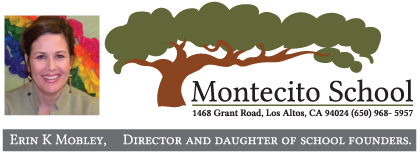 Montecito School
1468 Grant Road, Los Altos, CA 94024 (650) 968- 5957
Erin K Mobley, Director and daughter of school founders.